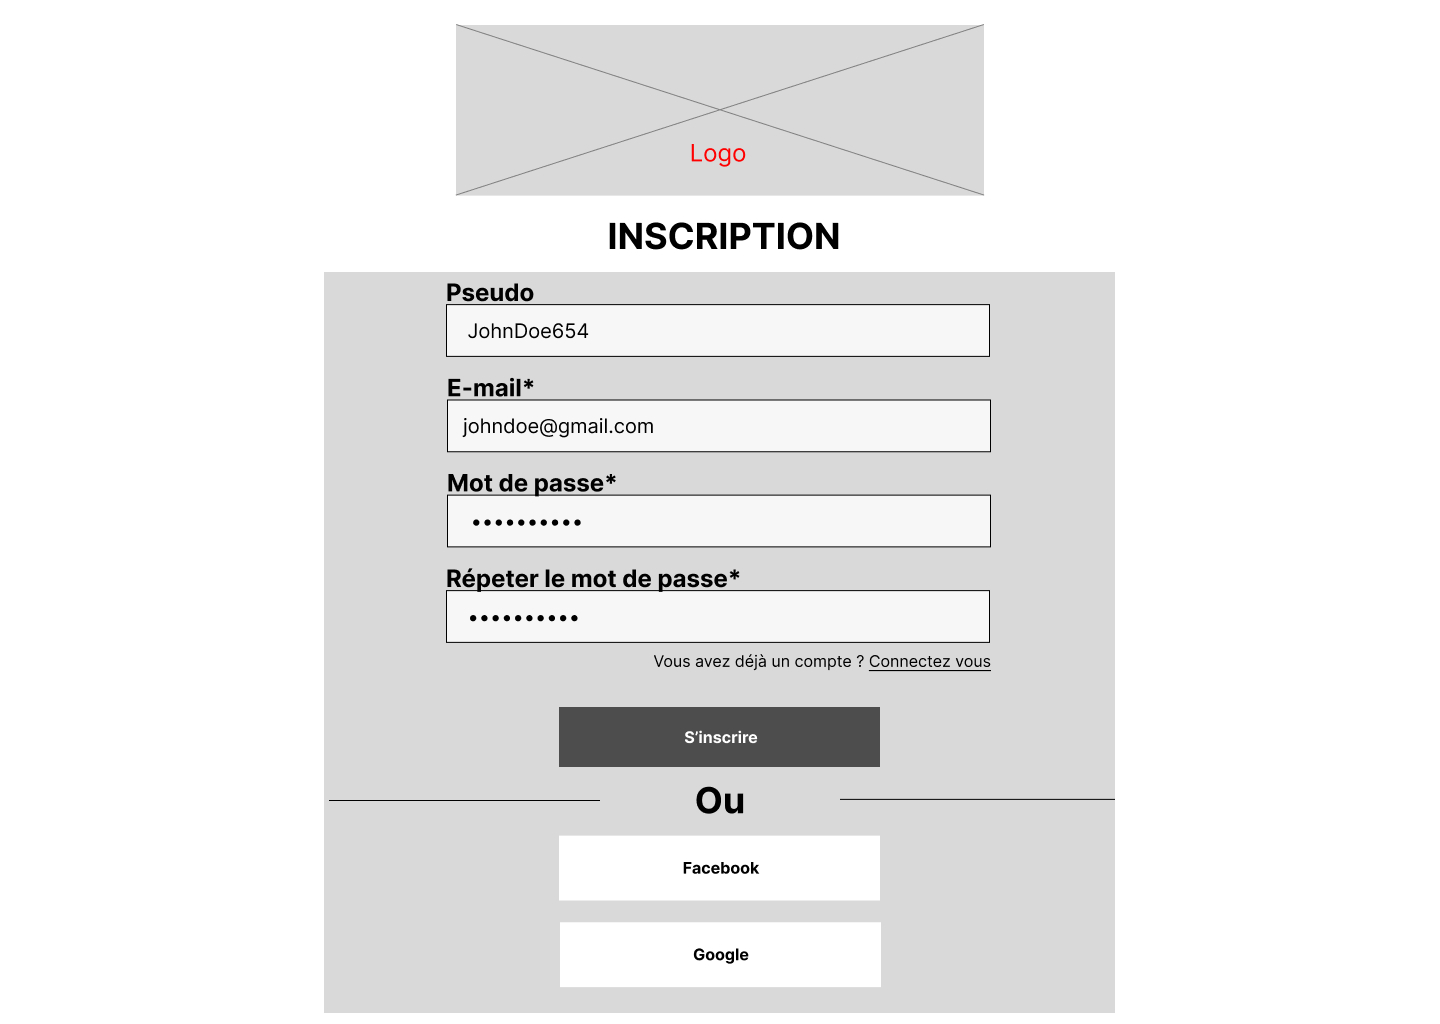 Logo
INSCRIPTION
Pseudo
JohnDoe654
E-mail*
johndoe@gmail.com
Mot de passe*
••••••••••
Répeter le mot de passe*
••••••••••
Vous avez déjà un compte ? Connectez vous
S’inscrire
Ou
Facebook
Google